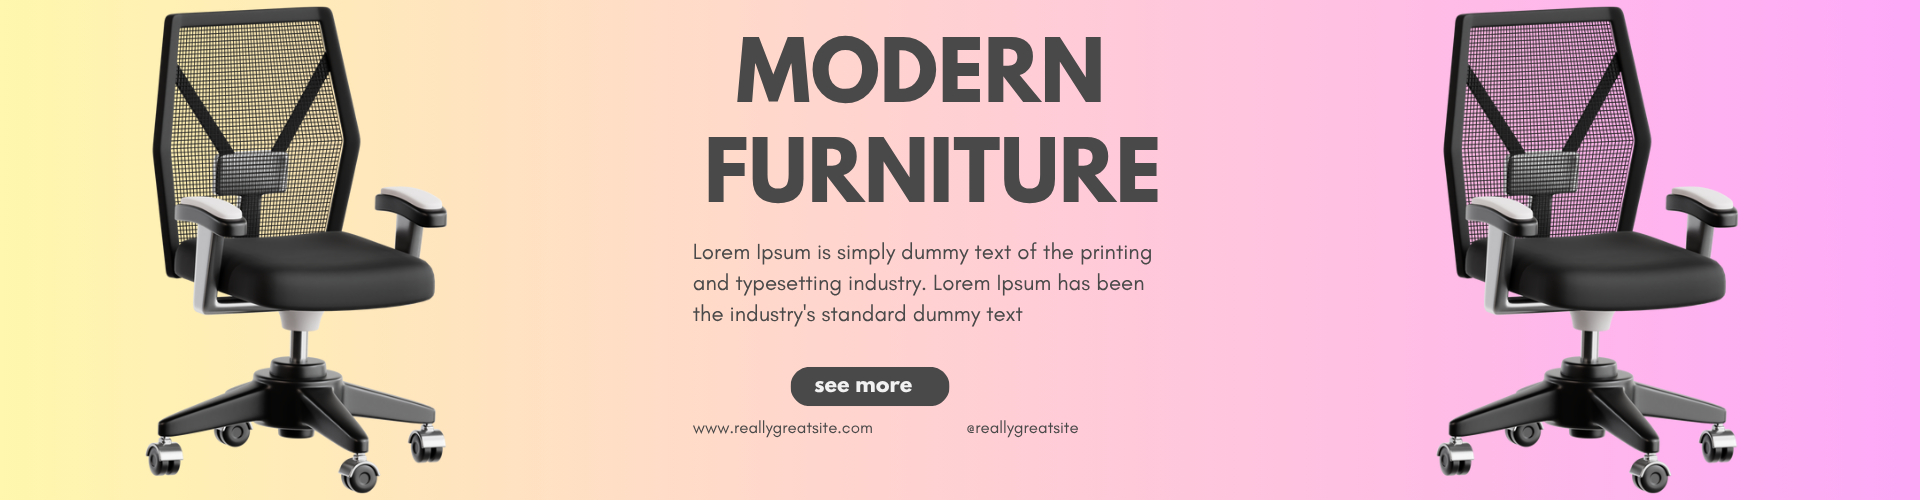 MODERN
FURNITURE
Lorem Ipsum is simply dummy text of the printing
and typesetting industry. Lorem Ipsum has been
the industry's standard dummy text
see more
www.reallygreatsite.com
@reallygreatsite